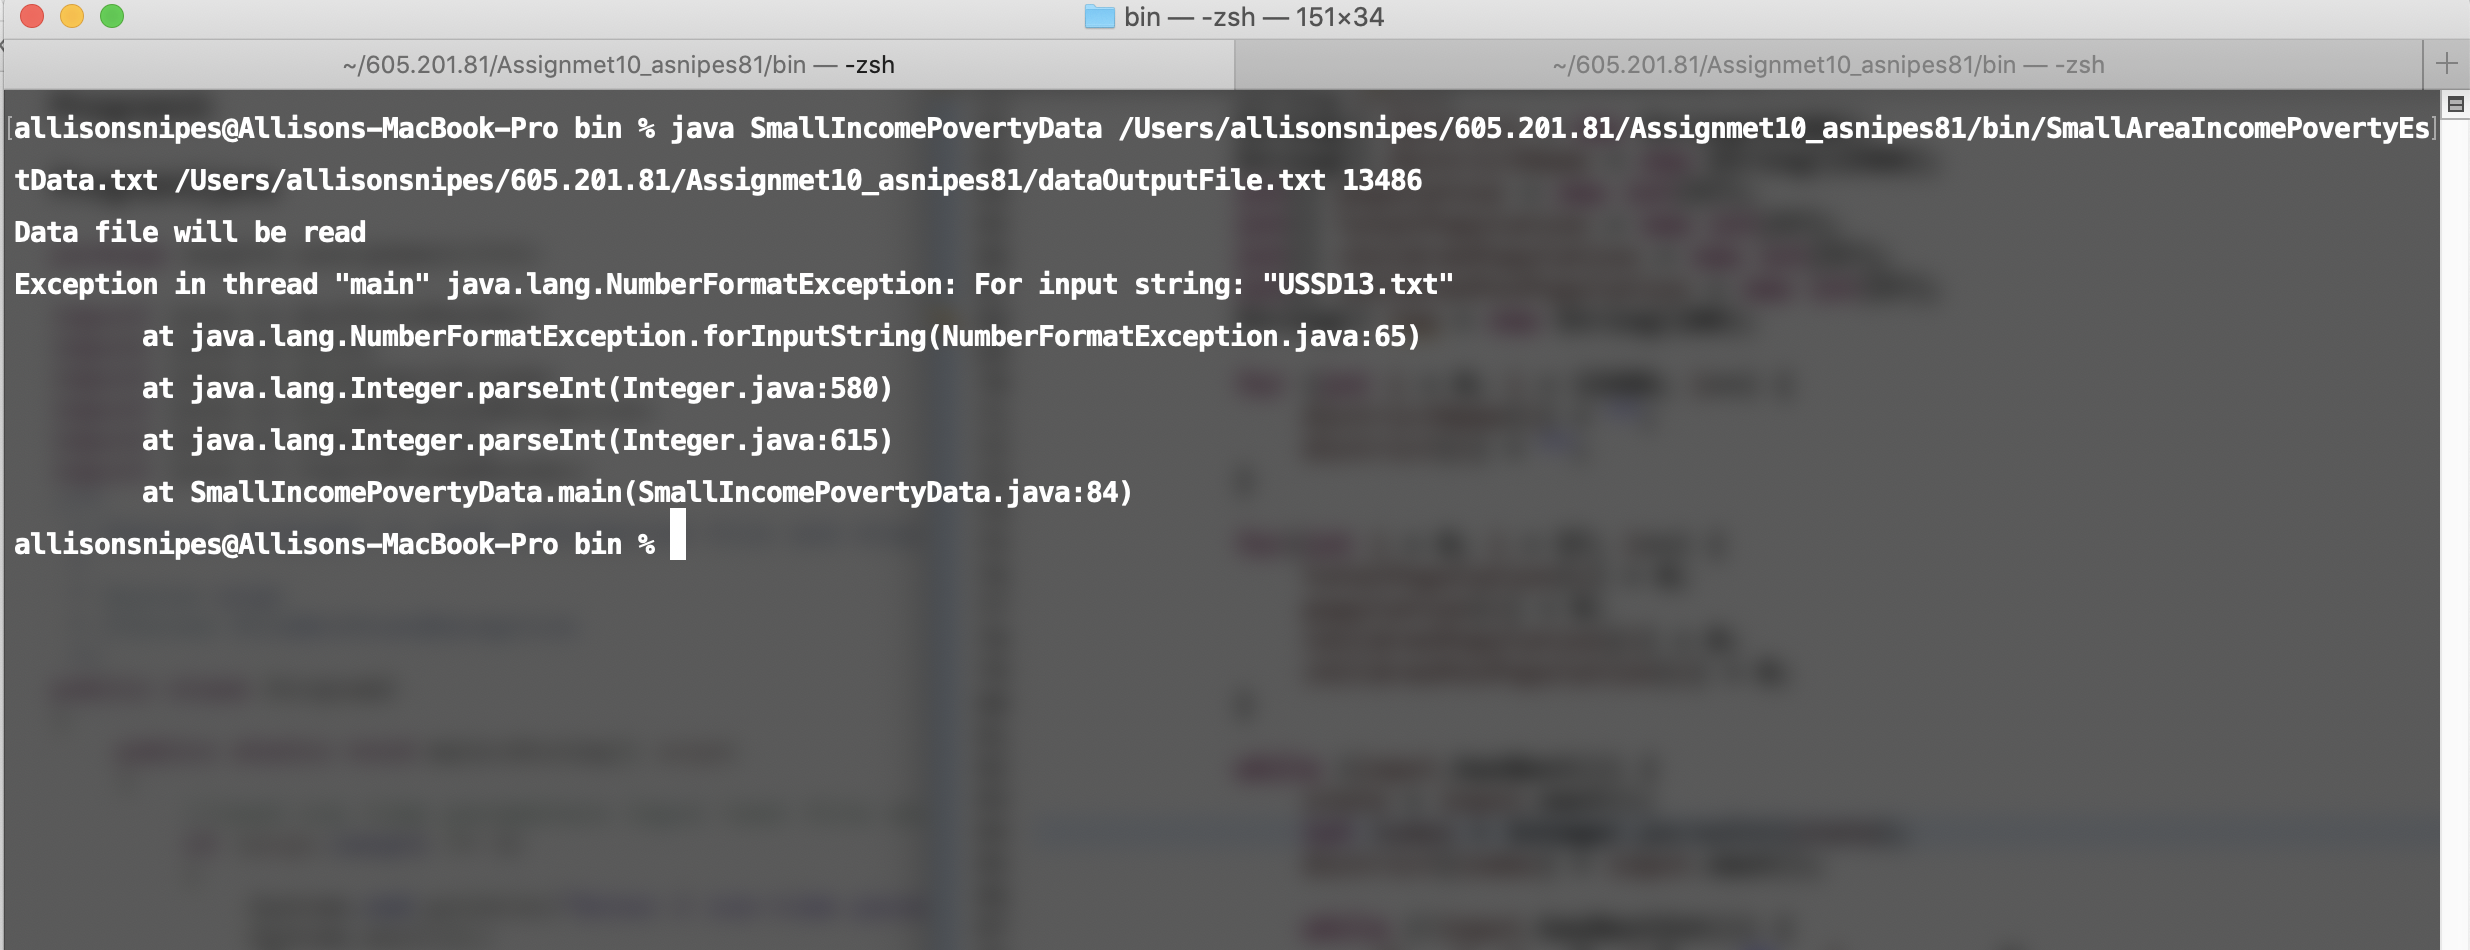 bin — -zsh — 151×34
~/605.201.81/Assignmet10_asnipes81/bin — -zsh
~/605.201.81/Assignmet10_asnipes81/bin — -zsh
[allisonsnipes@Allisons-MacBook-Pro bin % java SmallIncomePovertyData /Users/allisonsnipes/605.201.81/Assignmet10_asnipes81/bin/SmallAreaIncomePovertyEs]
tData.txt /Users/allisonsnipes/605.201.81/Assignmet10_asnipes81/dataOutputFile.txt 13486
Data file will be read
Exception in thread "main" java.lang.NumberFormatException: For input string: "USSD13.txt"
at java.lang.NumberFormatException.forInputString(NumberFormatException.java:65)
at java.lang.Integer.parseInt(Integer.java:580)
at java.lang.Integer.parseInt(Integer.java:615)
at SmallIncomePovertyData.main(SmallIncomePovertyData.java:84)
allisonsnipes@Allisons-MacBook-Pro bin %